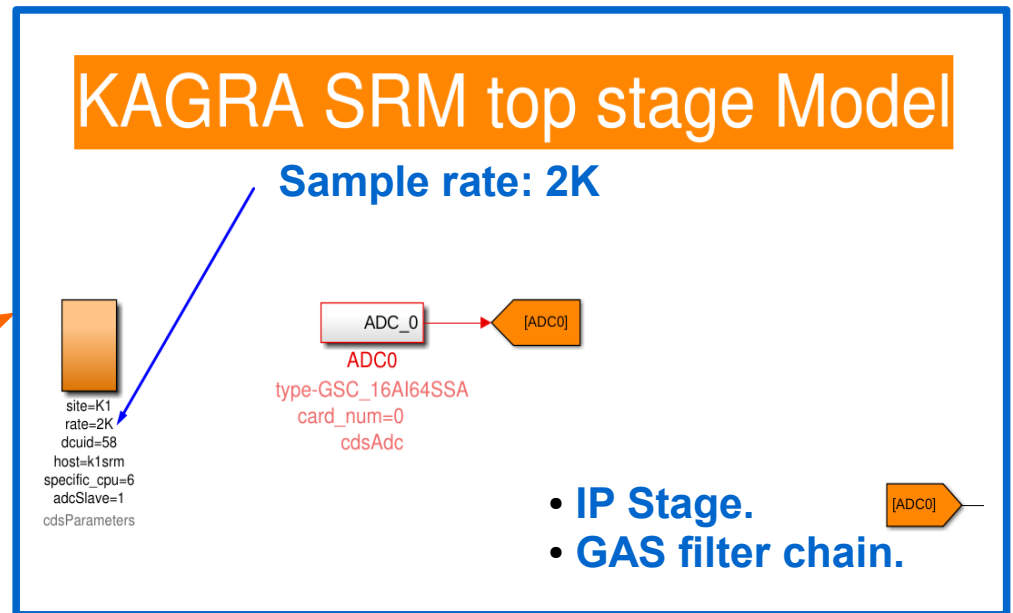 KAGRA SRM top stage Model
Sample rate: 2K
ADC_0
[ADC0]
ADC0
type-GSC_16AI64SSA
card_num=0
cdsAdc
site=K1
rate=2K
dcuid=58
host=k1srm
specific_cpu=6
adcSlave=1
cdsParameters
• IP Stage.
• GAS filter chain.
[ADC0]